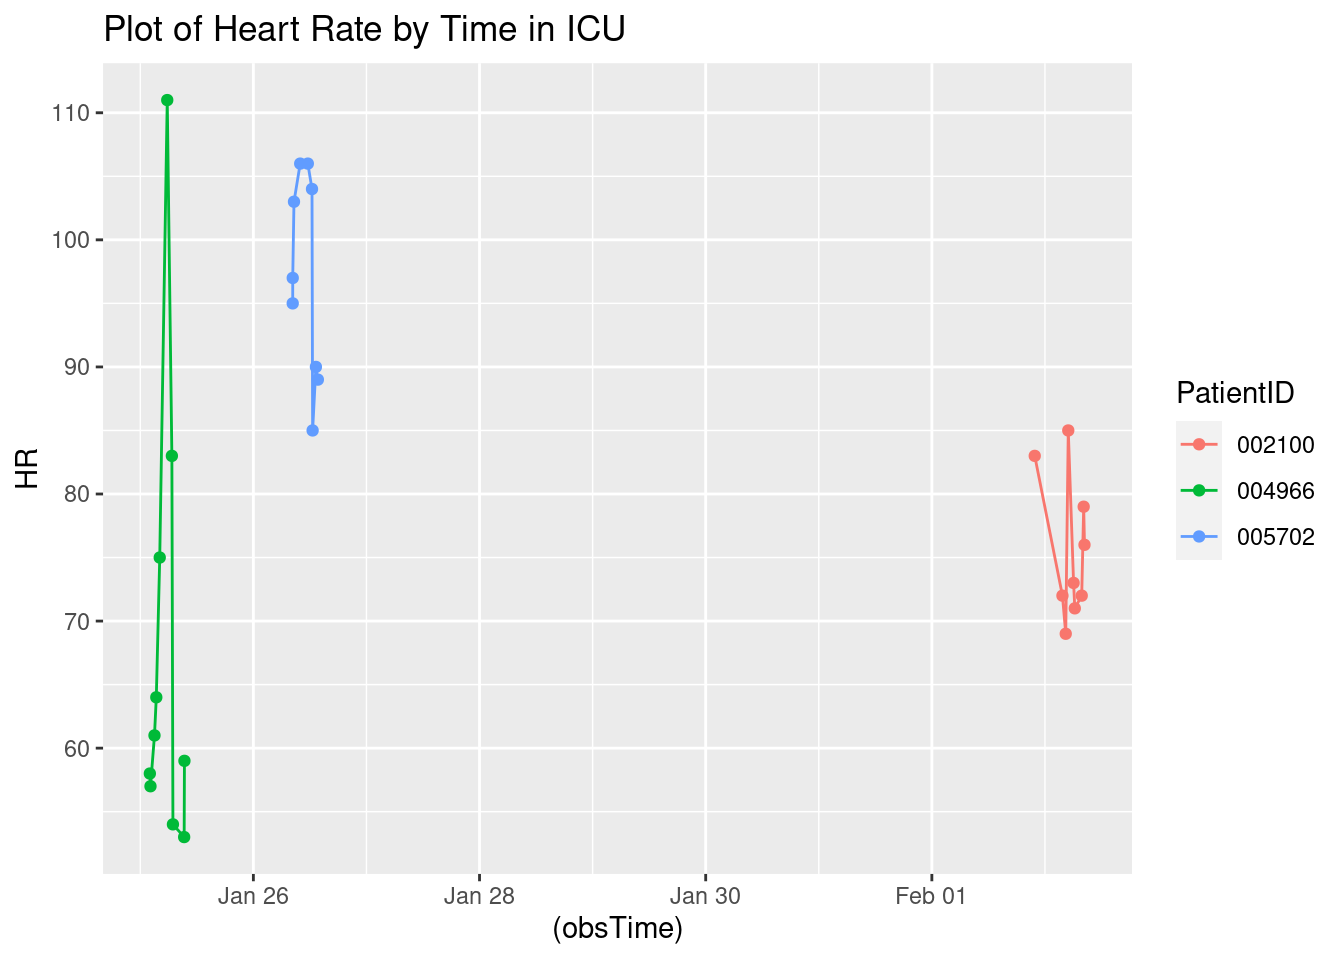 Plot of Heart Rate by Time in ICU
110
100
90
80
70
60
HR
Jan 26 Jan 28 Jan 30 Feb 01
(obsTime)
PatientID
002100
004966
005702